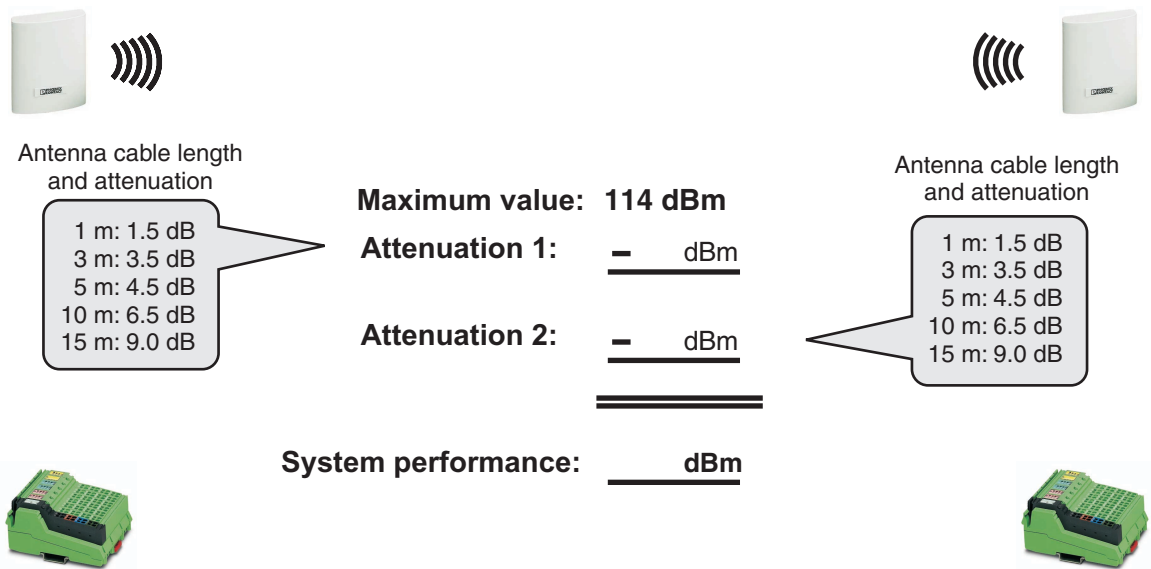 Antenna cable length
and attenuation
1 m: 1.5 dB
3 m: 3.5 dB
5 m: 4.5 dB
10 m: 6.5 dB
15 m: 9.0 dB
Maximum value: 114 dBm
Attenuation 1: – dBm
Attenuation 2: – dBm
System performance: dBm
Antenna cable length
and attenuation
1 m: 1.5 dB
3 m: 3.5 dB
5 m: 4.5 dB
10 m: 6.5 dB
15 m: 9.0 dB